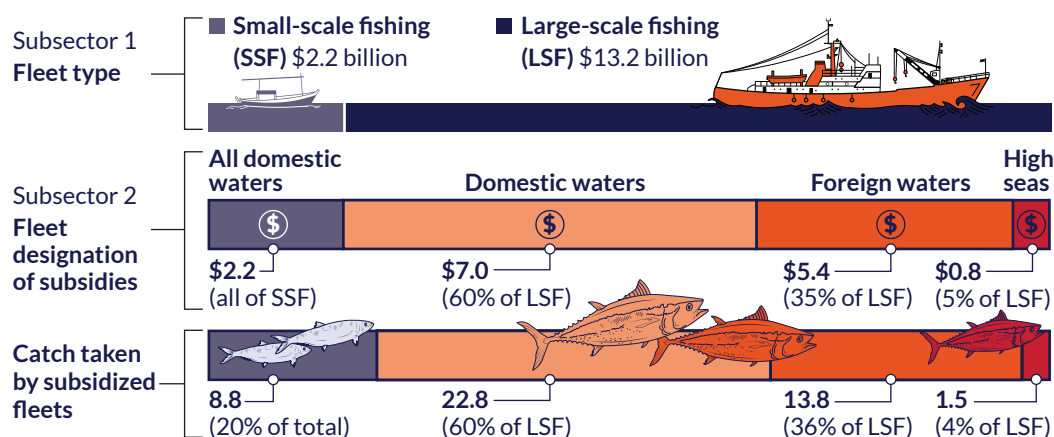 Subsector 1
Fleet type
Small-scale fishing
(SSF) $2.2 billion
Large-scale fishing
(LSF) $13.2 billion
Subsector 2
Fleet
designation
of subsidies
All domestic
waters
Domestic waters
Foreign waters
High
seas
$
$
$
$
$2.2
(all of SSF)
$7.0
(60% of LSF)
$5.4
(35% of LSF)
$0.8
(5% of LSF)
Catch taken
by subsidized
fleets
8.8
(20% of total)
22.8
(60% of LSF)
13.8
(36% of LSF)
1.5
(4% of LSF)